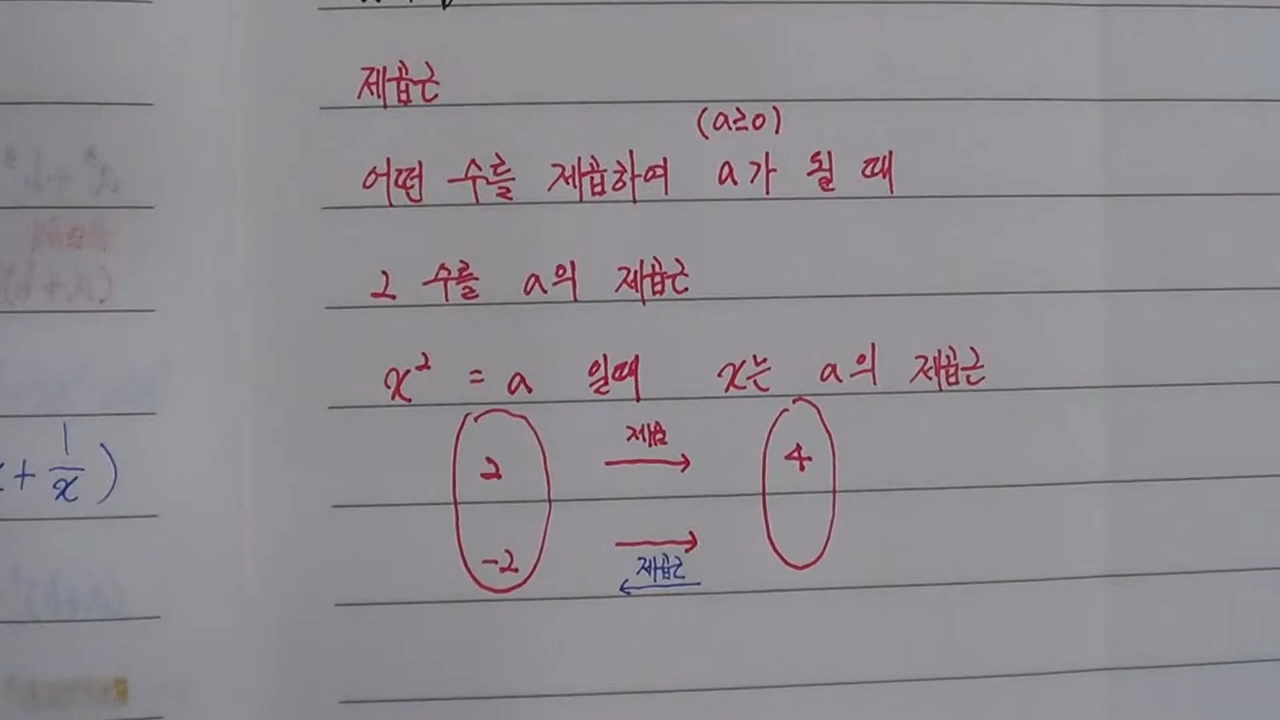 제곱근
(a≥0)
어떤 수를 제곱하여 a가 될 때
그 수를 a의 제곱근
x² = a 일때 x는 a의 제곱근
제곱
2 → 4
-2 →
제곱근
←
+ 1/x )